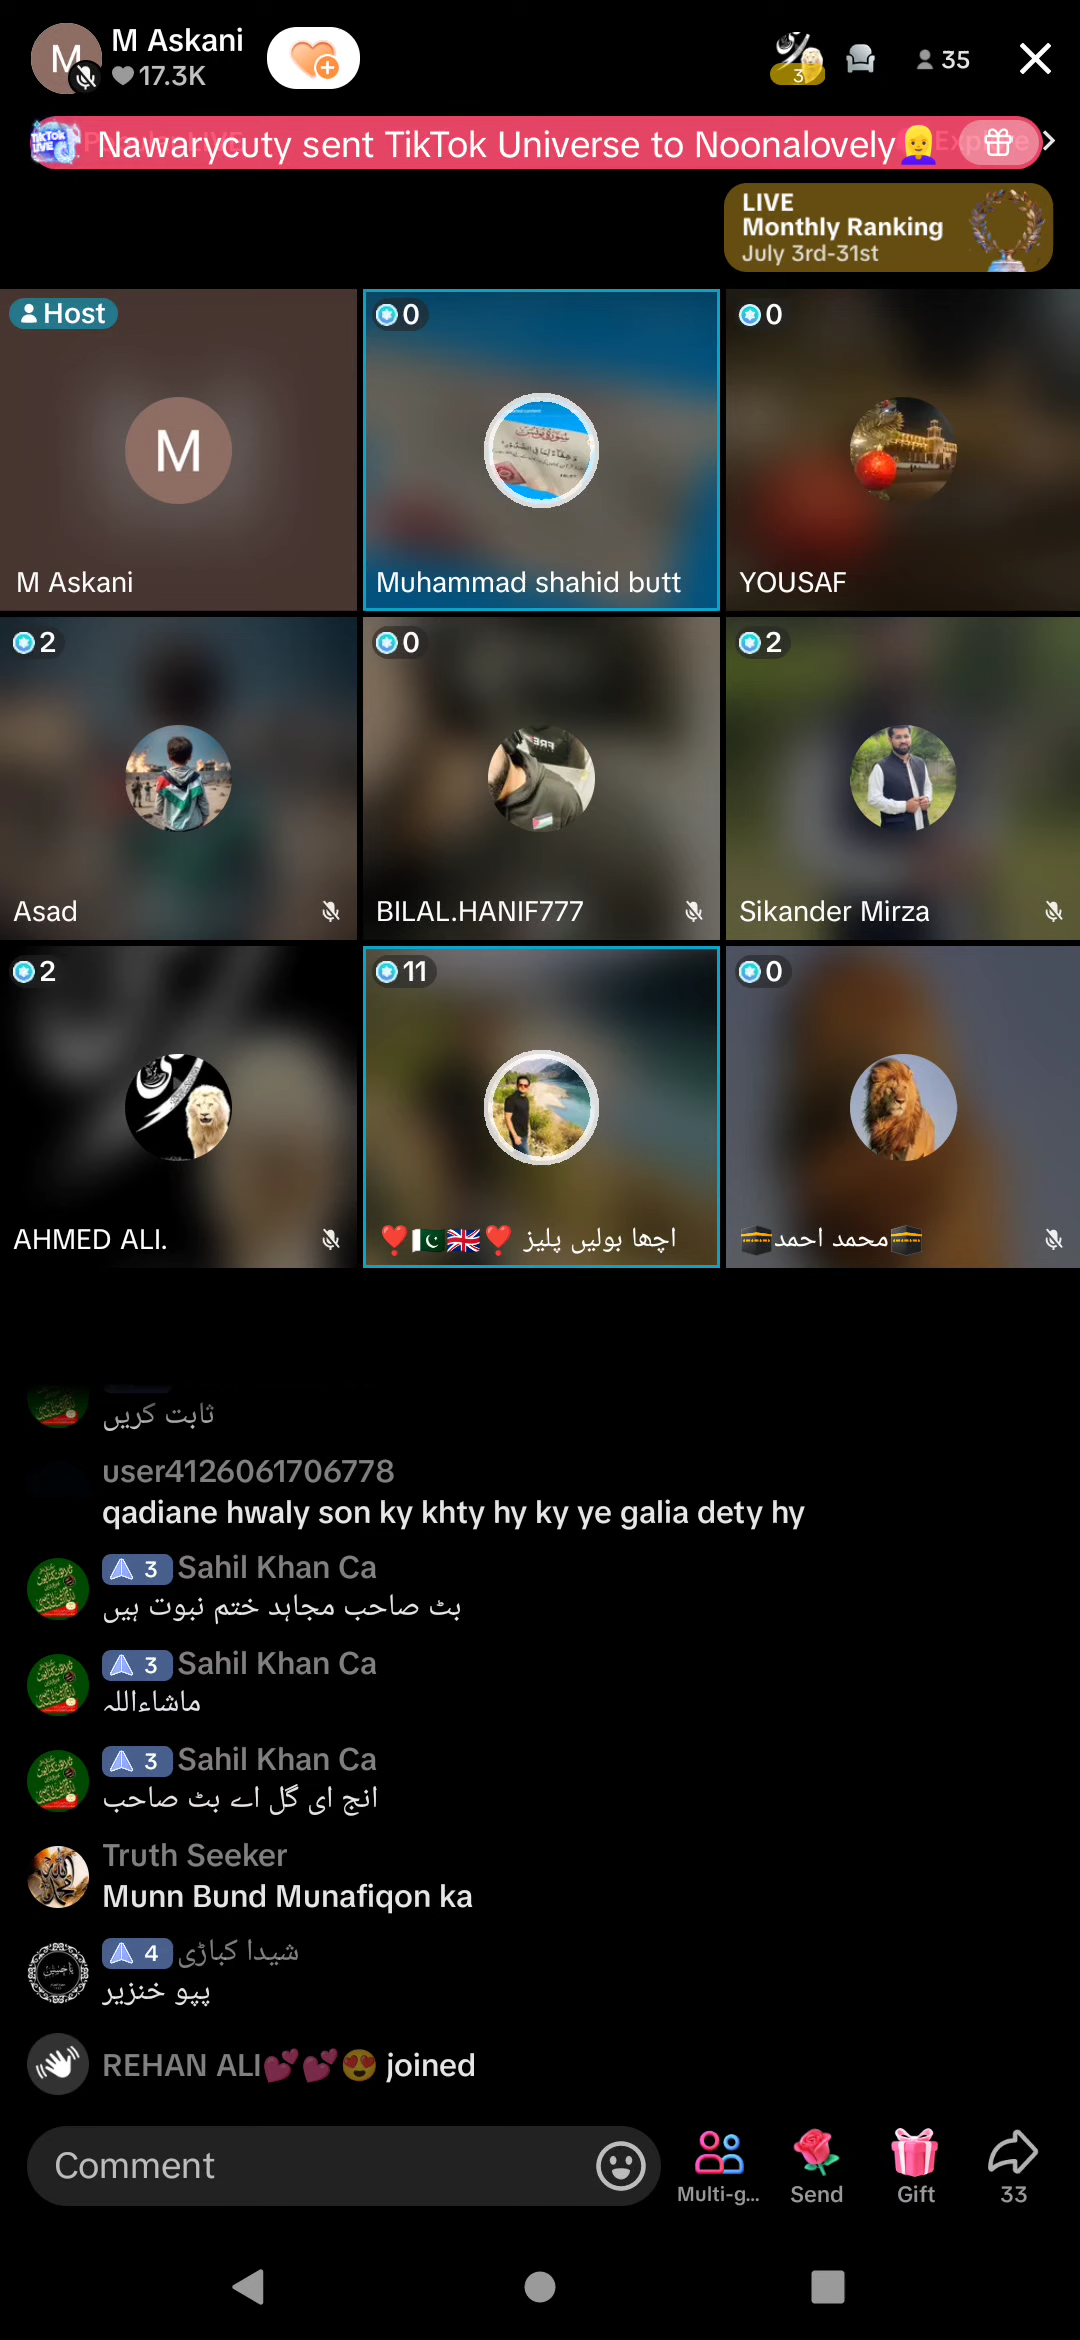 M
M Askani
17.3K
3
35
Nawarycuty sent TikTok Universe to Noonalovely
LIVE
Monthly Ranking
July 3rd-31st
Host
M
M Askani
0
Muhammad shahid butt
0
YOUSAF
2
Asad
0
BILAL.HANIF777
2
Sikander Mirza
2
AHMED ALI.
11
❤️🇵🇰🇬🇧❤️ اچھا بولیں پلیز
0
🕋محمد احمد🕋
ثابت کریں
user4126061706778
qadiane hwaly son ky khty hy ky ye galia dety hy
3 Sahil Khan Ca
بٹ صاحب مجاہد ختم نبوت ہیں
3 Sahil Khan Ca
ماشاءاللہ
3 Sahil Khan Ca
انج ای گل اے بٹ صاحب
Truth Seeker
Munn Bund Munafiqon ka
4 شیدا کباڑی
پپو خنزیر
REHAN ALI💕💕😍 joined
Comment
Multi-g...
Send
Gift
33